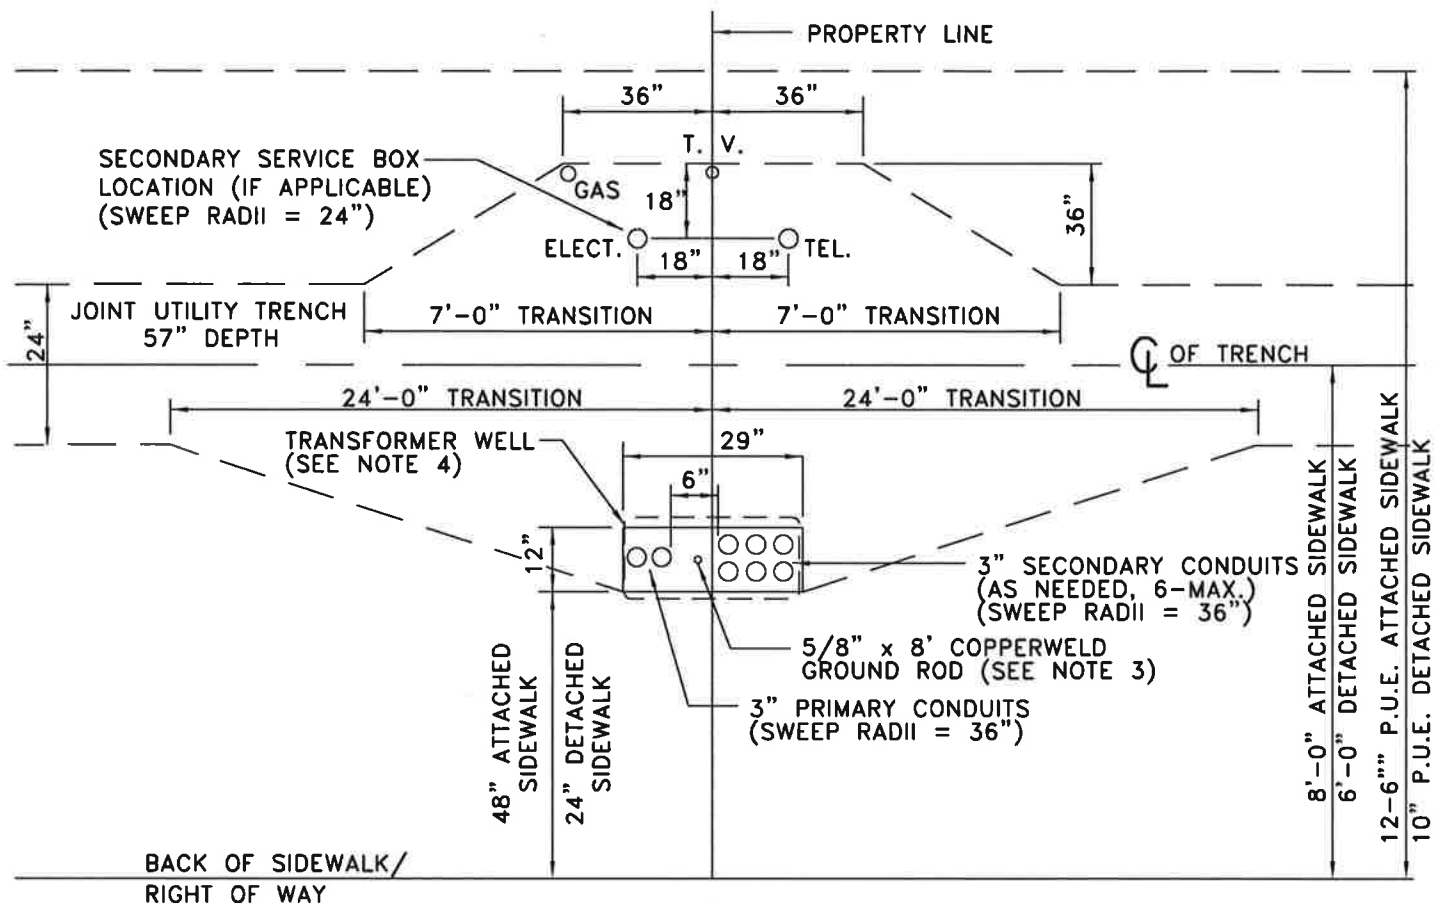 PROPERTY LINE
36"
36"
T. V.
SECONDARY SERVICE BOX
LOCATION (IF APPLICABLE)
(SWEEP RADII = 24")
GAS
18"
36"
ELECT.
TEL.
18"
18"
JOINT UTILITY TRENCH
57" DEPTH
24"
7'-0" TRANSITION
7'-0" TRANSITION
CL OF TRENCH
24'-0" TRANSITION
24'-0" TRANSITION
TRANSFORMER WELL
(SEE NOTE 4)
29"
6"
12"
3" SECONDARY CONDUITS
(AS NEEDED, 6-MAX.)
(SWEEP RADII = 36")
5/8" x 8' COPPERWELD
GROUND ROD (SEE NOTE 3)
3" PRIMARY CONDUITS
(SWEEP RADII = 36")
48" ATTACHED
SIDEWALK
24" DETACHED
SIDEWALK
8'-0" ATTACHED SIDEWALK
6'-0" DETACHED SIDEWALK
12-6"" P.U.E. ATTACHED SIDEWALK
10" P.U.E. DETACHED SIDEWALK
BACK OF SIDEWALK/
RIGHT OF WAY